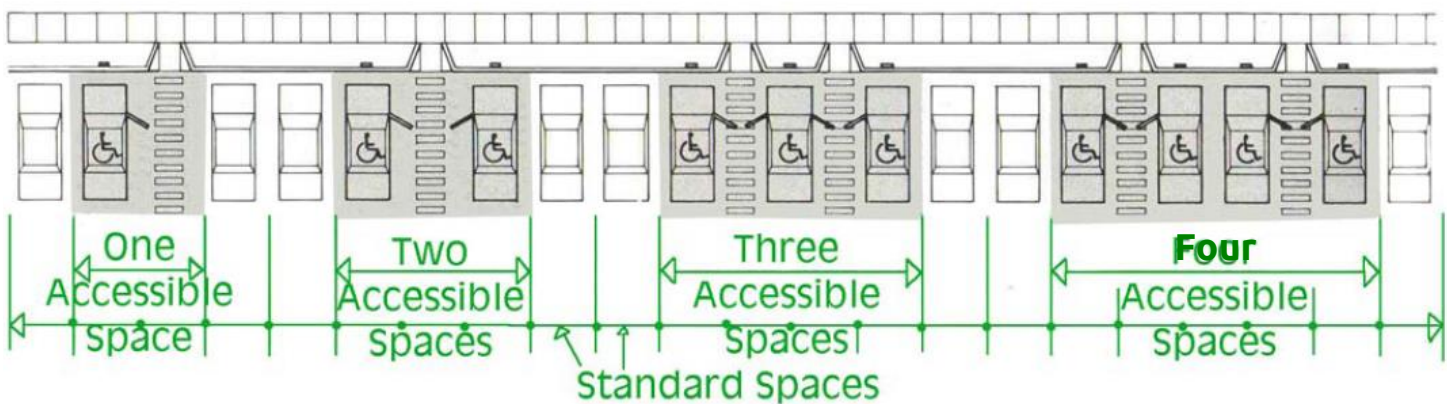 One
Accessible
Space
Two
Accessible
Spaces
Three
Accessible
Spaces
Four
Accessible
Spaces
Standard Spaces